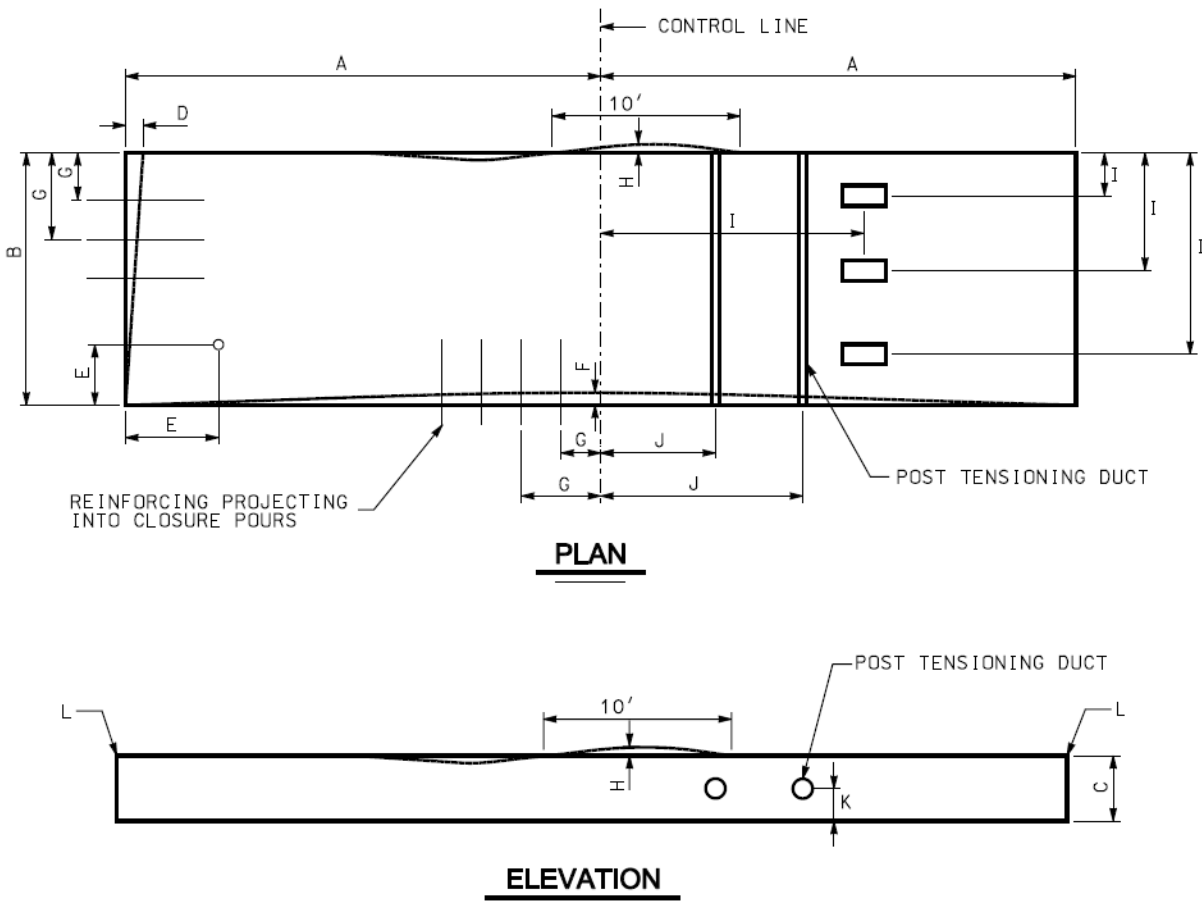 CONTROL LINE
A
A
10'
D
H
G
G
I
I
I
I
B
E
F
E
G
J
G
J
REINFORCING PROJECTING
INTO CLOSURE POURS
POST TENSIONING DUCT
PLAN
POST TENSIONING DUCT
10'
L
L
H
K
C
ELEVATION